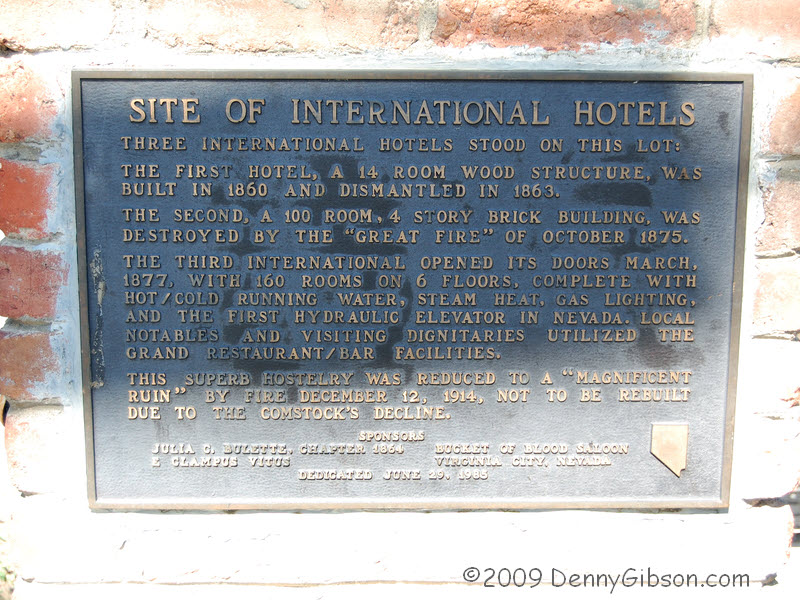 SITE OF INTERNATIONAL HOTELS
THREE INTERNATIONAL HOTELS STOOD ON THIS LOT:
THE FIRST HOTEL, A 14 ROOM WOOD STRUCTURE, WAS
BUILT IN 1860 AND DISMANTLED IN 1863.
THE SECOND, A 100 ROOM, 4 STORY BRICK BUILDING, WAS
DESTROYED BY THE "GREAT FIRE" OF OCTOBER 1875.
THE THIRD INTERNATIONAL OPENED ITS DOORS MARCH,
1877, WITH 160 ROOMS ON 6 FLOORS, COMPLETE WITH
HOT/COLD RUNNING WATER, STEAM HEAT, GAS LIGHTING,
AND THE FIRST HYDRAULIC ELEVATOR IN NEVADA. LOCAL
NOTABLES AND VISITING DIGNITARIES UTILIZED THE
GRAND RESTAURANT/BAR FACILITIES.
THIS SUPERB HOSTELRY WAS REDUCED TO A "MAGNIFICENT
RUIN" BY FIRE DECEMBER 12, 1914, NOT TO BE REBUILT
DUE TO THE COMSTOCK'S DECLINE.
SPONSORS
JULIA C. BULETTE, CHAPTER 1864 BUCKET OF BLOOD SALOON
E CLAMPUS VITUS VIRGINIA CITY, NEVADA
DEDICATED JUNE 29, 1985
©2009 DennyGibson.com